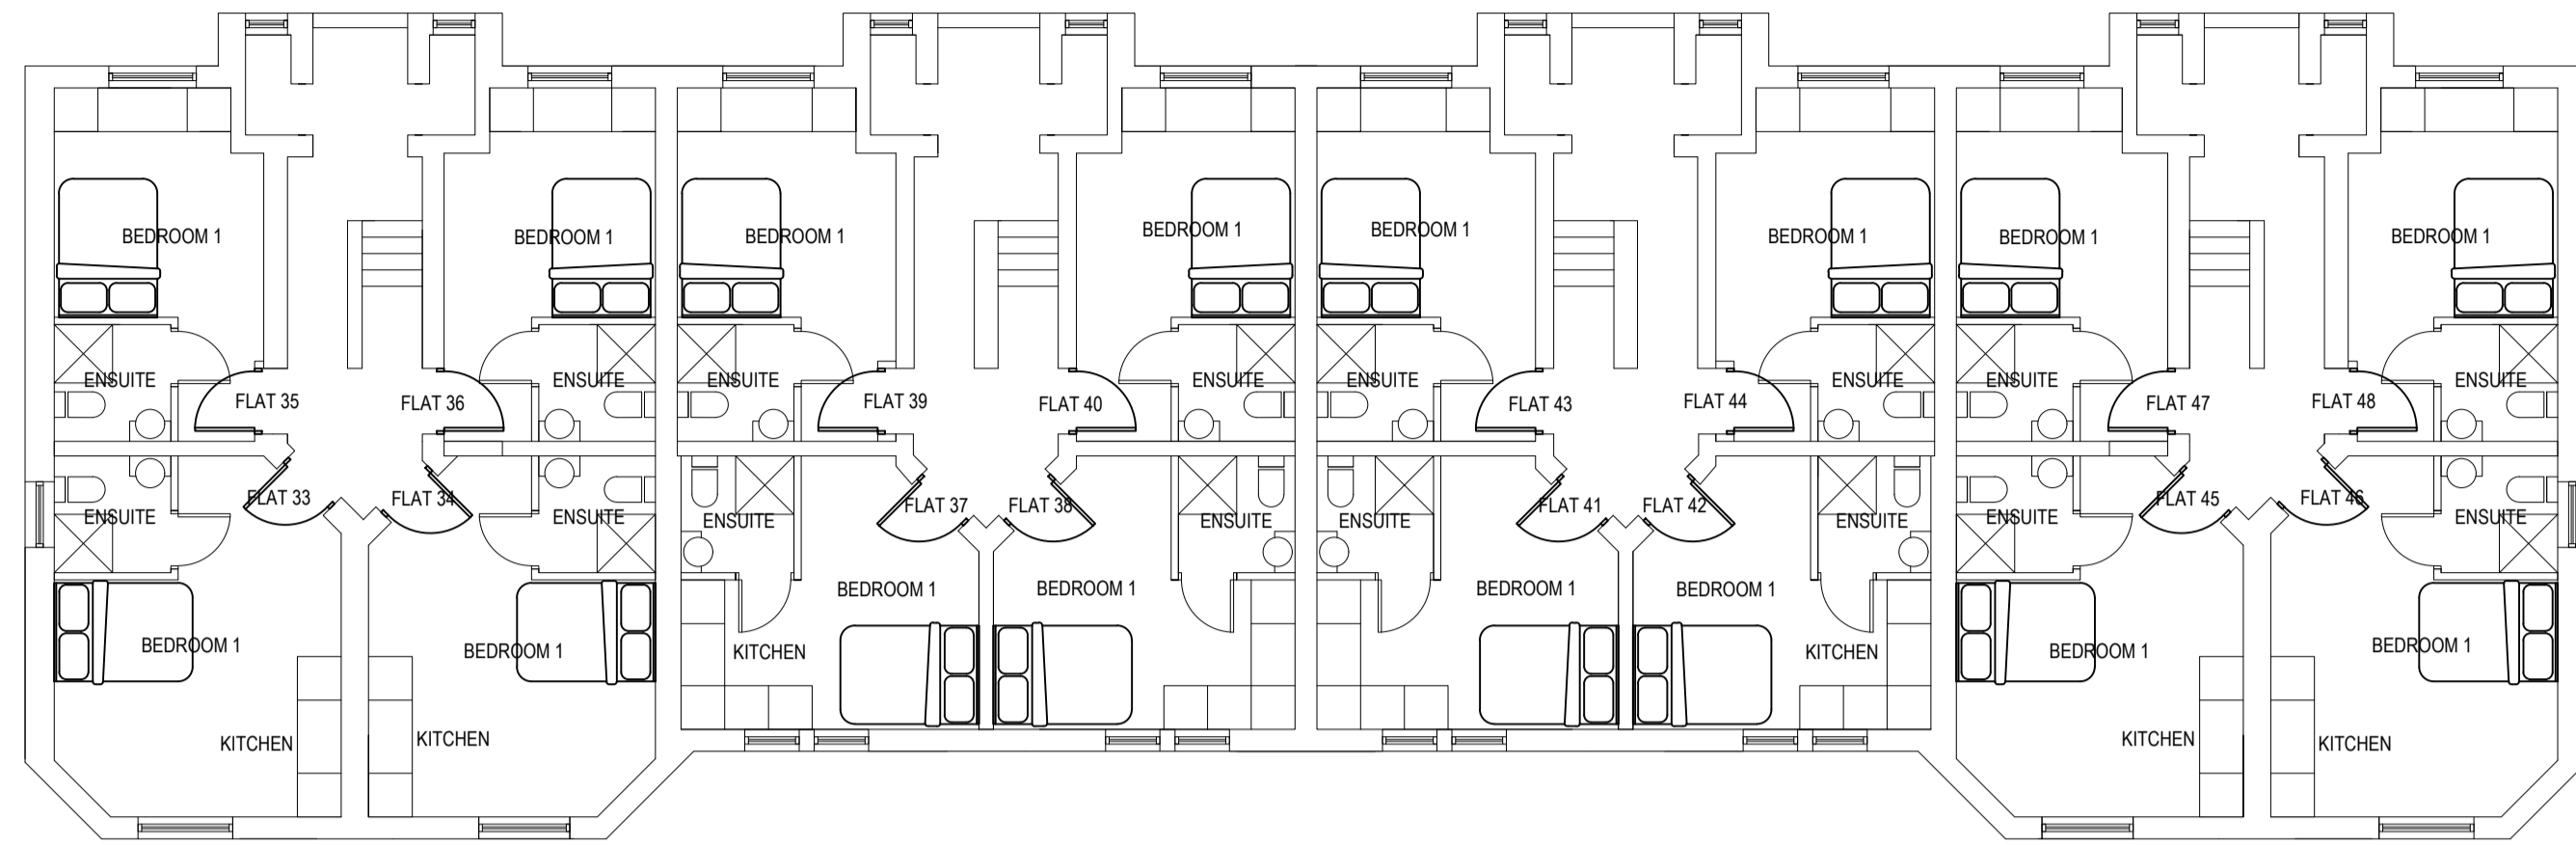 BEDROOM 1
BEDROOM 1
BEDROOM 1
BEDROOM 1
BEDROOM 1
BEDROOM 1
BEDROOM 1
BEDROOM 1
ENSUITE
ENSUITE
ENSUITE
ENSUITE
ENSUITE
ENSUITE
ENSUITE
ENSUITE
FLAT 35
FLAT 36
FLAT 39
FLAT 40
FLAT 43
FLAT 44
FLAT 47
FLAT 48
FLAT 33
FLAT 34
FLAT 37
FLAT 38
FLAT 41
FLAT 42
FLAT 45
FLAT 46
ENSUITE
ENSUITE
ENSUITE
ENSUITE
ENSUITE
ENSUITE
ENSUITE
ENSUITE
BEDROOM 1
BEDROOM 1
BEDROOM 1
BEDROOM 1
BEDROOM 1
BEDROOM 1
BEDROOM 1
BEDROOM 1
KITCHEN
KITCHEN
KITCHEN
KITCHEN
KITCHEN
KITCHEN